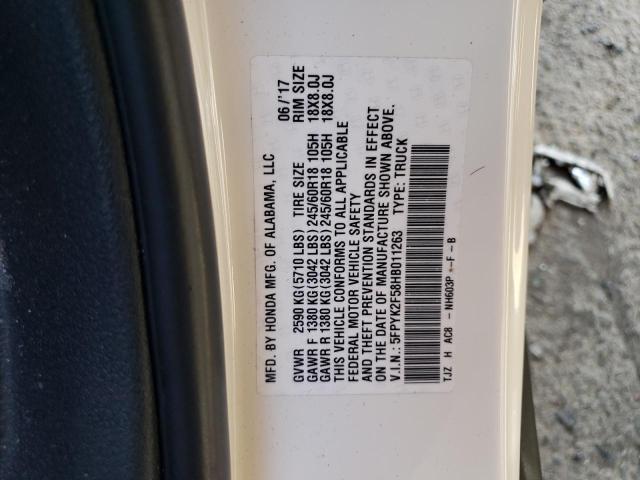 MFD. BY HONDA MFG. OF ALABAMA, LLC 06/'17
GVWR 2590 KG(5710 LBS) TIRE SIZE RIM SIZE
GAWR F 1380 KG(3042 LBS)245/60R18 105H 18X8.0J
GAWR R 1380 KG(3042 LBS)245/60R18 105H 18X8.0J
THIS VEHICLE CONFORMS TO ALL APPLICABLE
FEDERAL MOTOR VEHICLE SAFETY
AND THEFT PREVENTION STANDARDS IN EFFECT
ON THE DATE OF MANUFACTURE SHOWN ABOVE.
V.I.N.: 5FPYK2F58HB011263 TYPE: TRUCK
TJZ H AC8 - NH603P *-F -B